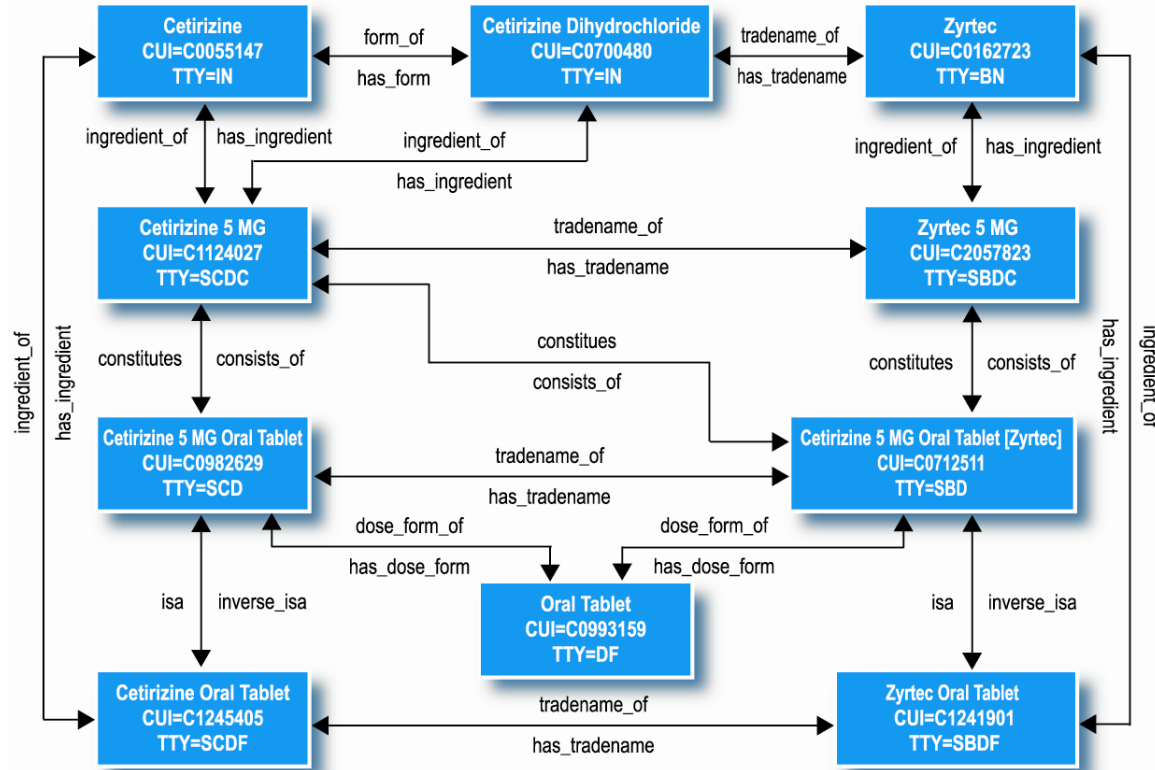 Cetirizine
CUI=C0055147
TTY=IN
form_of
has_form
Cetirizine Dihydrochloride
CUI=C0700480
TTY=IN
tradename_of
has_tradename
Zyrtec
CUI=C0162723
TTY=BN
ingredient_of
has_ingredient
ingredient_of
has_ingredient
ingredient_of
has_ingredient
Cetirizine 5 MG
CUI=C1124027
TTY=SCDC
tradename_of
has_tradename
Zyrtec 5 MG
CUI=C2057823
TTY=SBDC
ingredient_of
has_ingredient
constitutes
consists_of
constitues
consists_of
constitutes
consists_of
has_ingredient
ingredient_of
Cetirizine 5 MG Oral Tablet
CUI=C0982629
TTY=SCD
tradename_of
has_tradename
Cetirizine 5 MG Oral Tablet [Zyrtec]
CUI=C0712511
TTY=SBD
dose_form_of
has_dose_form
dose_form_of
has_dose_form
isa
inverse_isa
Oral Tablet
CUI=C0993159
TTY=DF
isa
inverse_isa
Cetirizine Oral Tablet
CUI=C1245405
TTY=SCDF
tradename_of
has_tradename
Zyrtec Oral Tablet
CUI=C1241901
TTY=SBDF